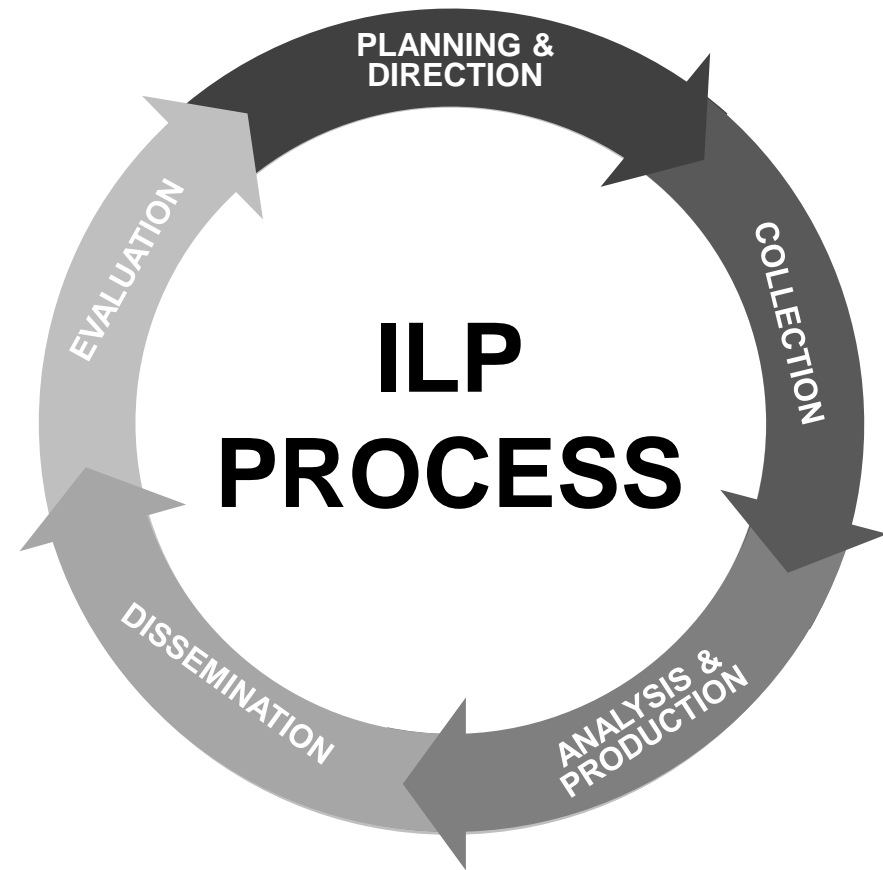 PLANNING &
DIRECTION
COLLECTION
ANALYSIS &
PRODUCTION
DISSEMINATION
EVALUATION
ILP
PROCESS